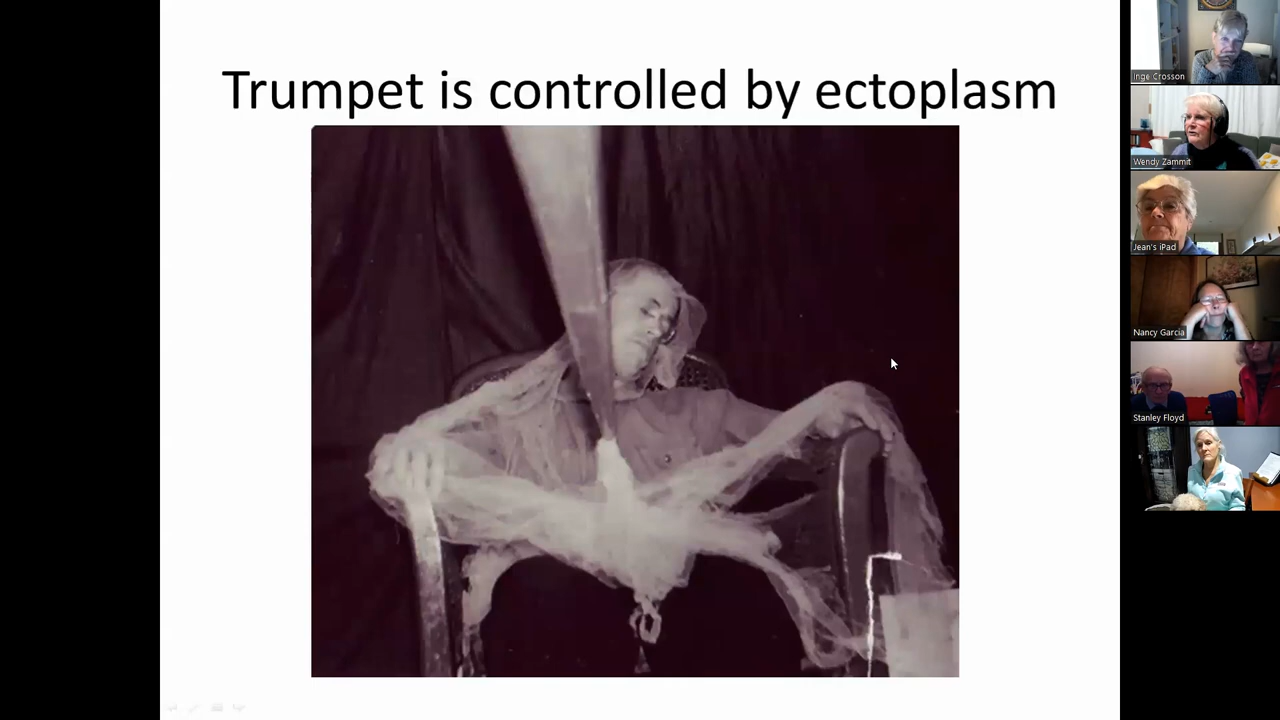 Trumpet is controlled by ectoplasm
Inge Crosson
Wendy Zammit
Jean's iPad
Nancy Garcia
Stanley Floyd